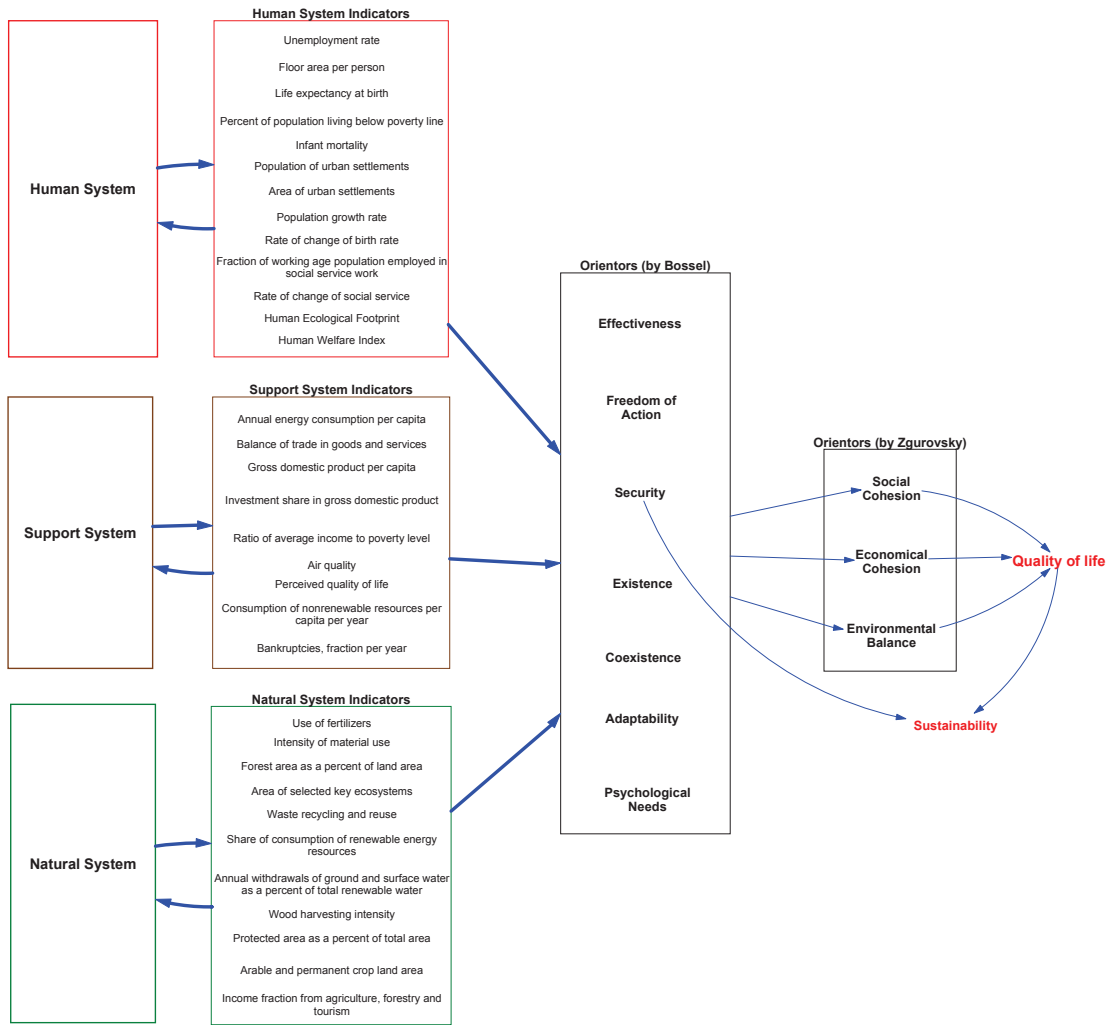 Human System Indicators
Human System
Unemployment rate
Floor area per person
Life expectancy at birth
Percent of population living below poverty line
Infant mortality
Population of urban settlements
Area of urban settlements
Population growth rate
Rate of change of birth rate
Fraction of working age population employed in
social service work
Rate of change of social service
Human Ecological Footprint
Human Welfare Index
Support System Indicators
Support System
Annual energy consumption per capita
Balance of trade in goods and services
Gross domestic product per capita
Investment share in gross domestic product
Ratio of average income to poverty level
Air quality
Perceived quality of life
Consumption of nonrenewable resources per
capita per year
Bankruptcies, fraction per year
Natural System Indicators
Natural System
Use of fertilizers
Intensity of material use
Forest area as a percent of land area
Area of selected key ecosystems
Waste recycling and reuse
Share of consumption of renewable energy
resources
Annual withdrawals of ground and surface water
as a percent of total renewable water
Wood harvesting intensity
Protected area as a percent of total area
Arable and permanent crop land area
Income fraction from agriculture, forestry and
tourism
Orientors (by Bossel)
Effectiveness
Freedom of
Action
Security
Existence
Coexistence
Adaptability
Psychological
Needs
Orientors (by Zgurovsky)
Social
Cohesion
Economical
Cohesion
Environmental
Balance
Quality of life
Sustainability